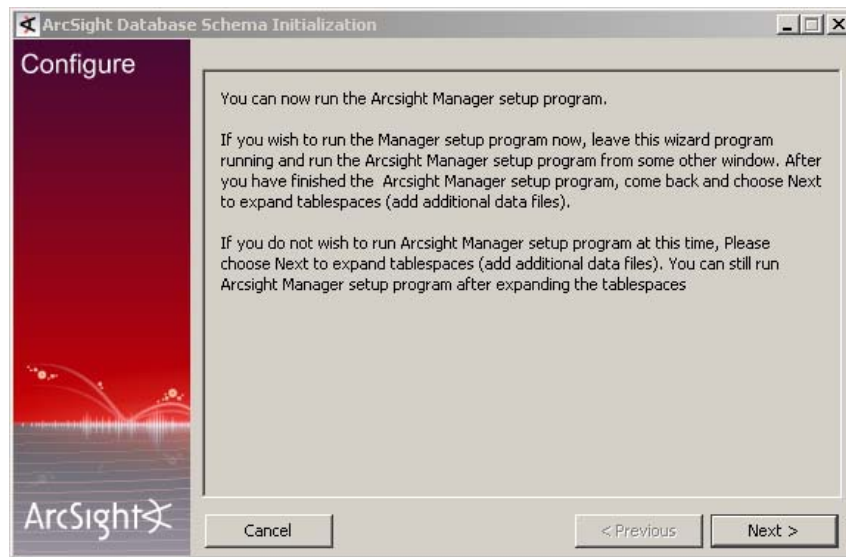 ArcSight Database Schema Initialization
Configure
You can now run the Arcsight Manager setup program.
If you wish to run the Manager setup program now, leave this wizard program
running and run the Arcsight Manager setup program from some other window. After
you have finished the Arcsight Manager setup program, come back and choose Next
to expand tablespaces (add additional data files).
If you do not wish to run Arcsight Manager setup program at this time, Please
choose Next to expand tablespaces (add additional data files). You can still run
Arcsight Manager setup program after expanding the tablespaces
ArcSight
Cancel
< Previous
Next >